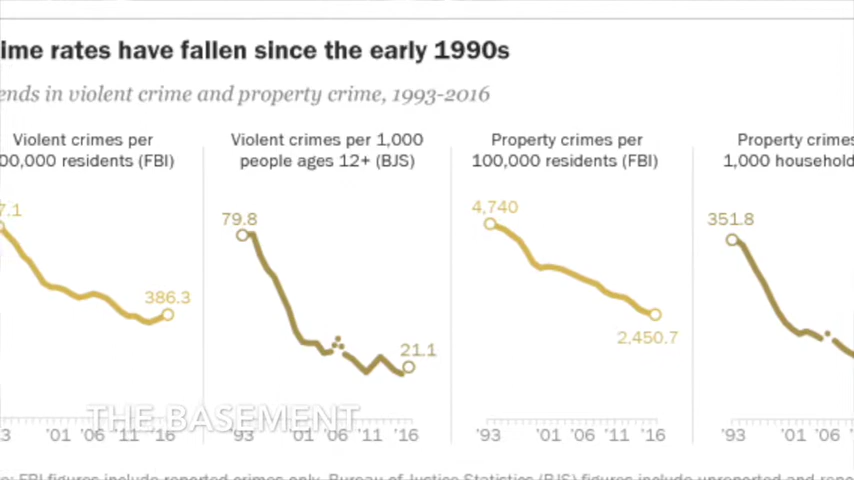 ime rates have fallen since the early 1990s
ends in violent crime and property crime, 1993-2016
Violent crimes per
00,000 residents (FBI)
Violent crimes per 1,000
people ages 12+ (BJS)
Property crimes per
100,000 residents (FBI)
Property crimes
1,000 household
7.1
386.3
79.8
21.1
4,740
2,450.7
351.8
THE BASEMENT
3 '01 '06 '11 '16
'93 '01 '06 '11 '16
'93 '01 '06 '11 '16
'93 '01 '06
e: FBI figures include reported crimes only. Bureau of Justice Statistics (BJS) figures include unreported and repo